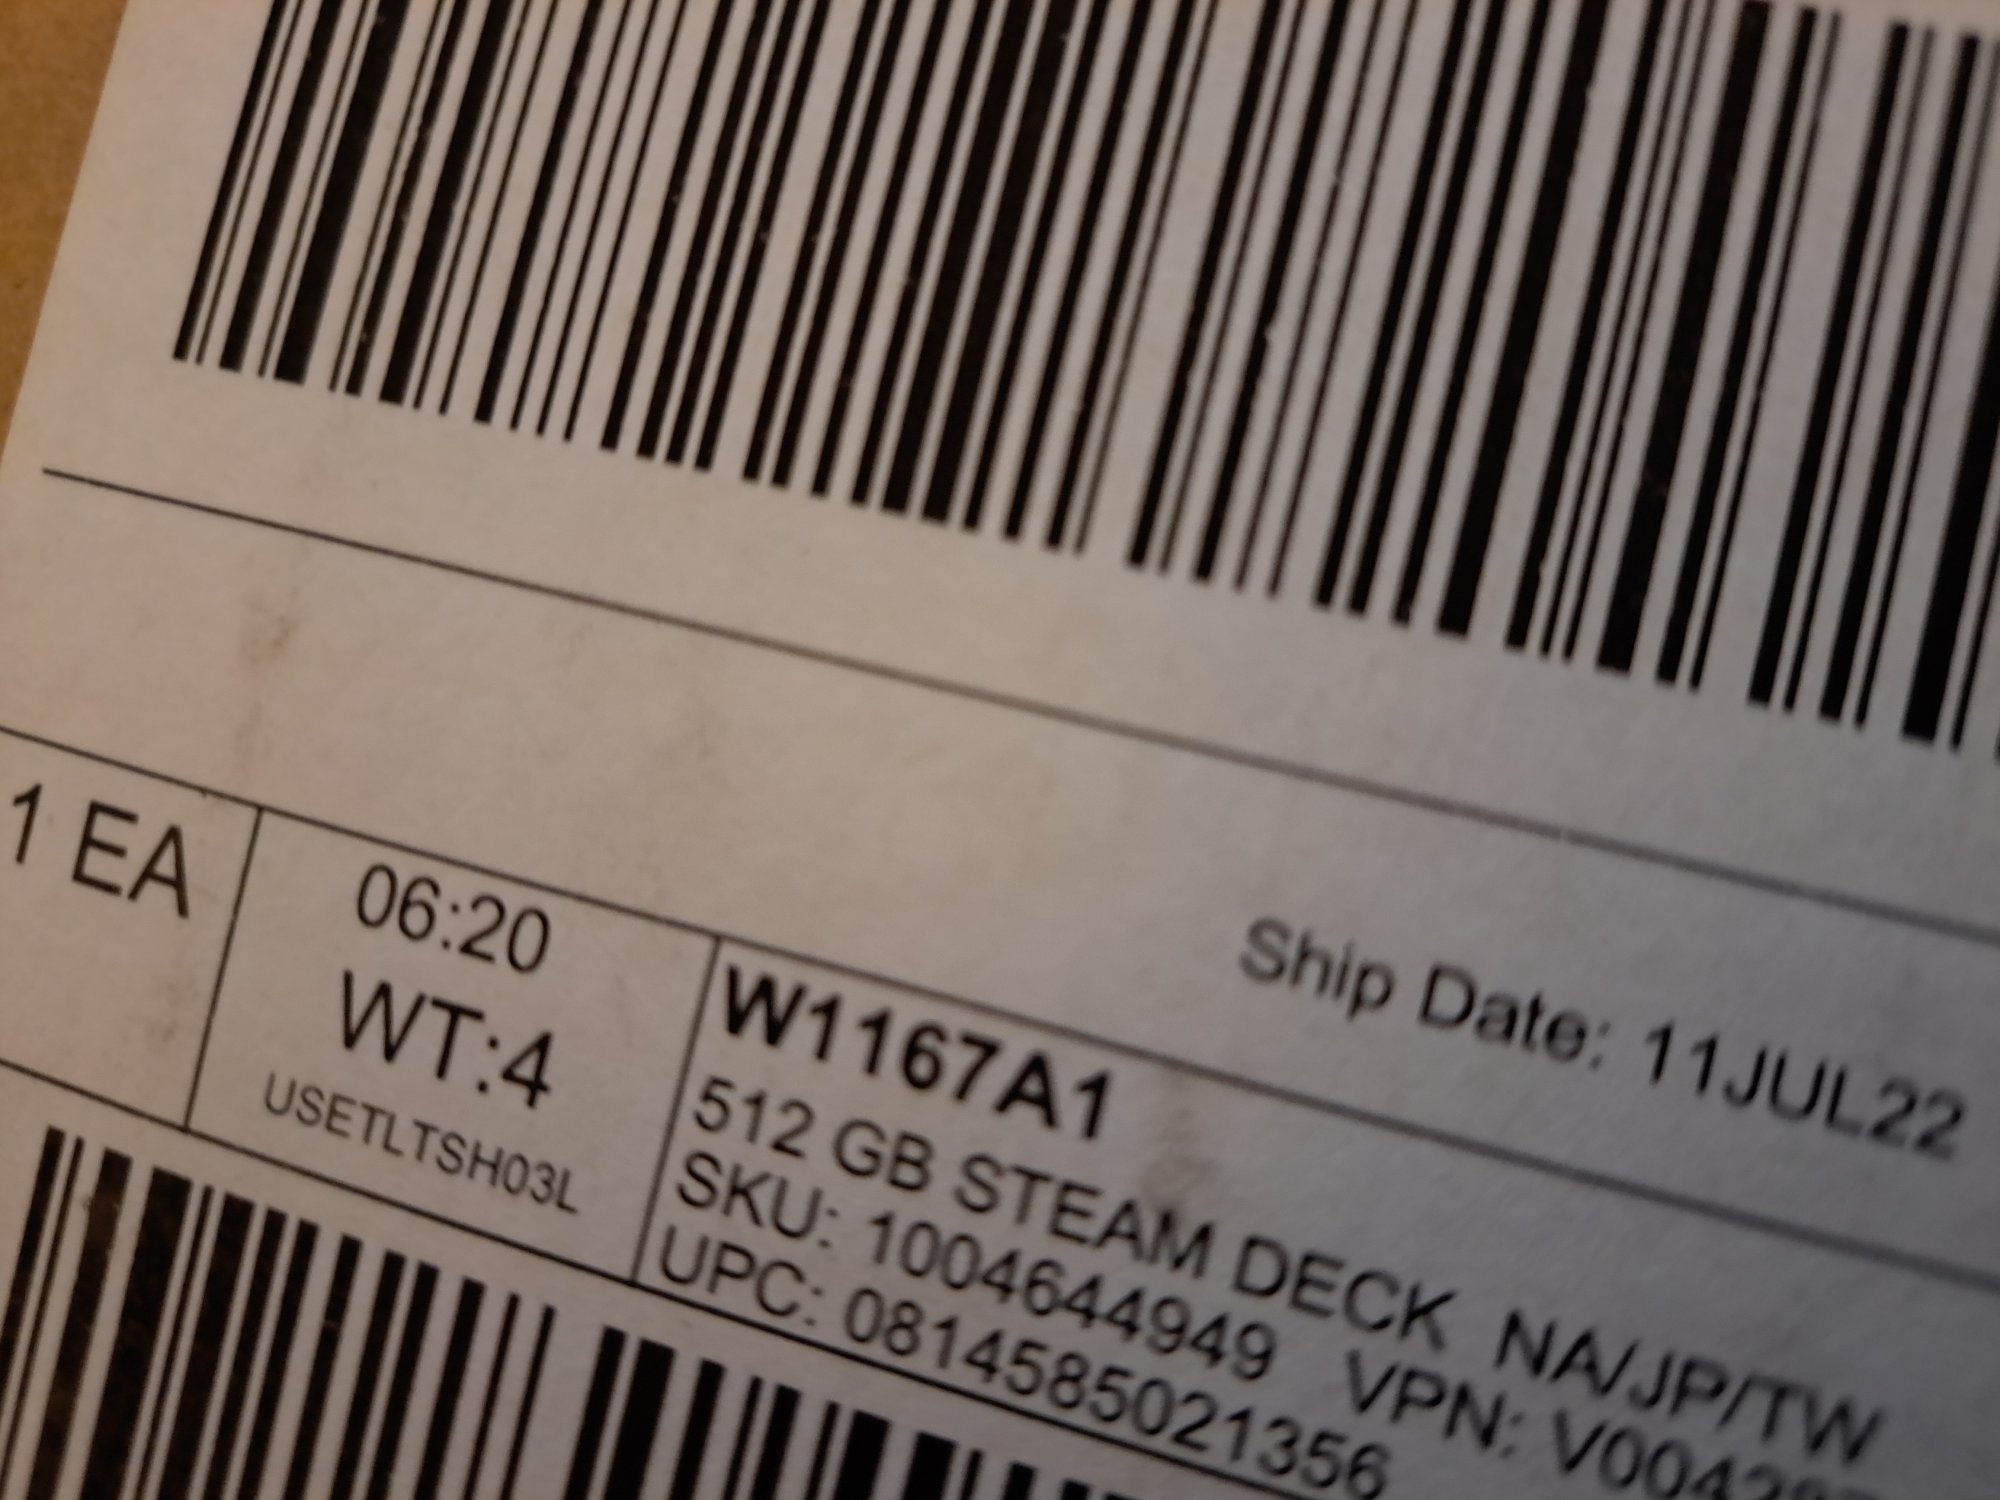 Ship Date: 11JUL22
1 EA
06:20
WT:4
USETLTSH03L
W1167A1
512 GB STEAM DECK NA/JP/TW
SKU: 1004644949 VPN:
UPC: 0814585021356